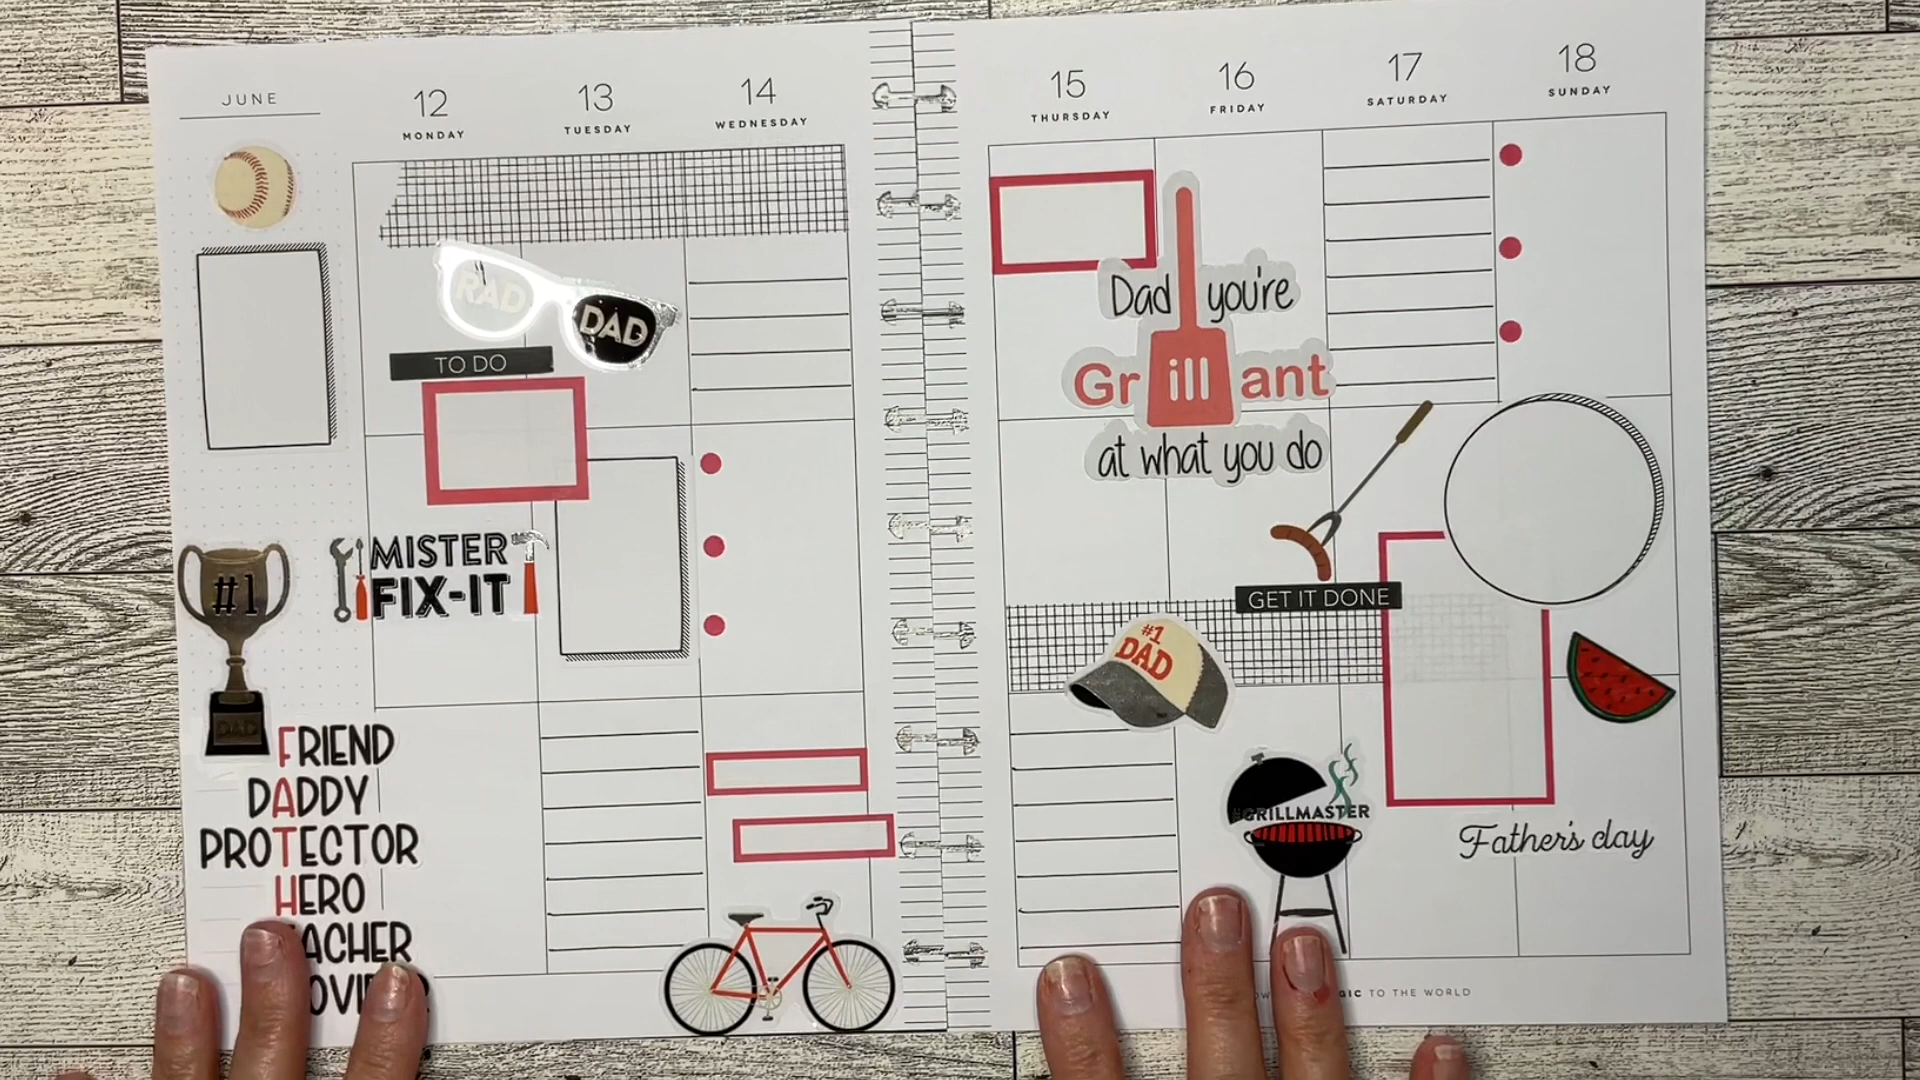 JUNE
12
MONDAY
13
TUESDAY
14
WEDNESDAY
15
THURSDAY
16
FRIDAY
17
SATURDAY
18
SUNDAY
RAD
DAD
TO DO
MISTER
FIX-IT
#1
DAD
FRIEND
DADDY
PROTECTOR
HERO
Dad you're
Grillant
at what you do
GET IT DONE
#1
DAD
#GRILLMASTER
Father's day
TO THE WORLD